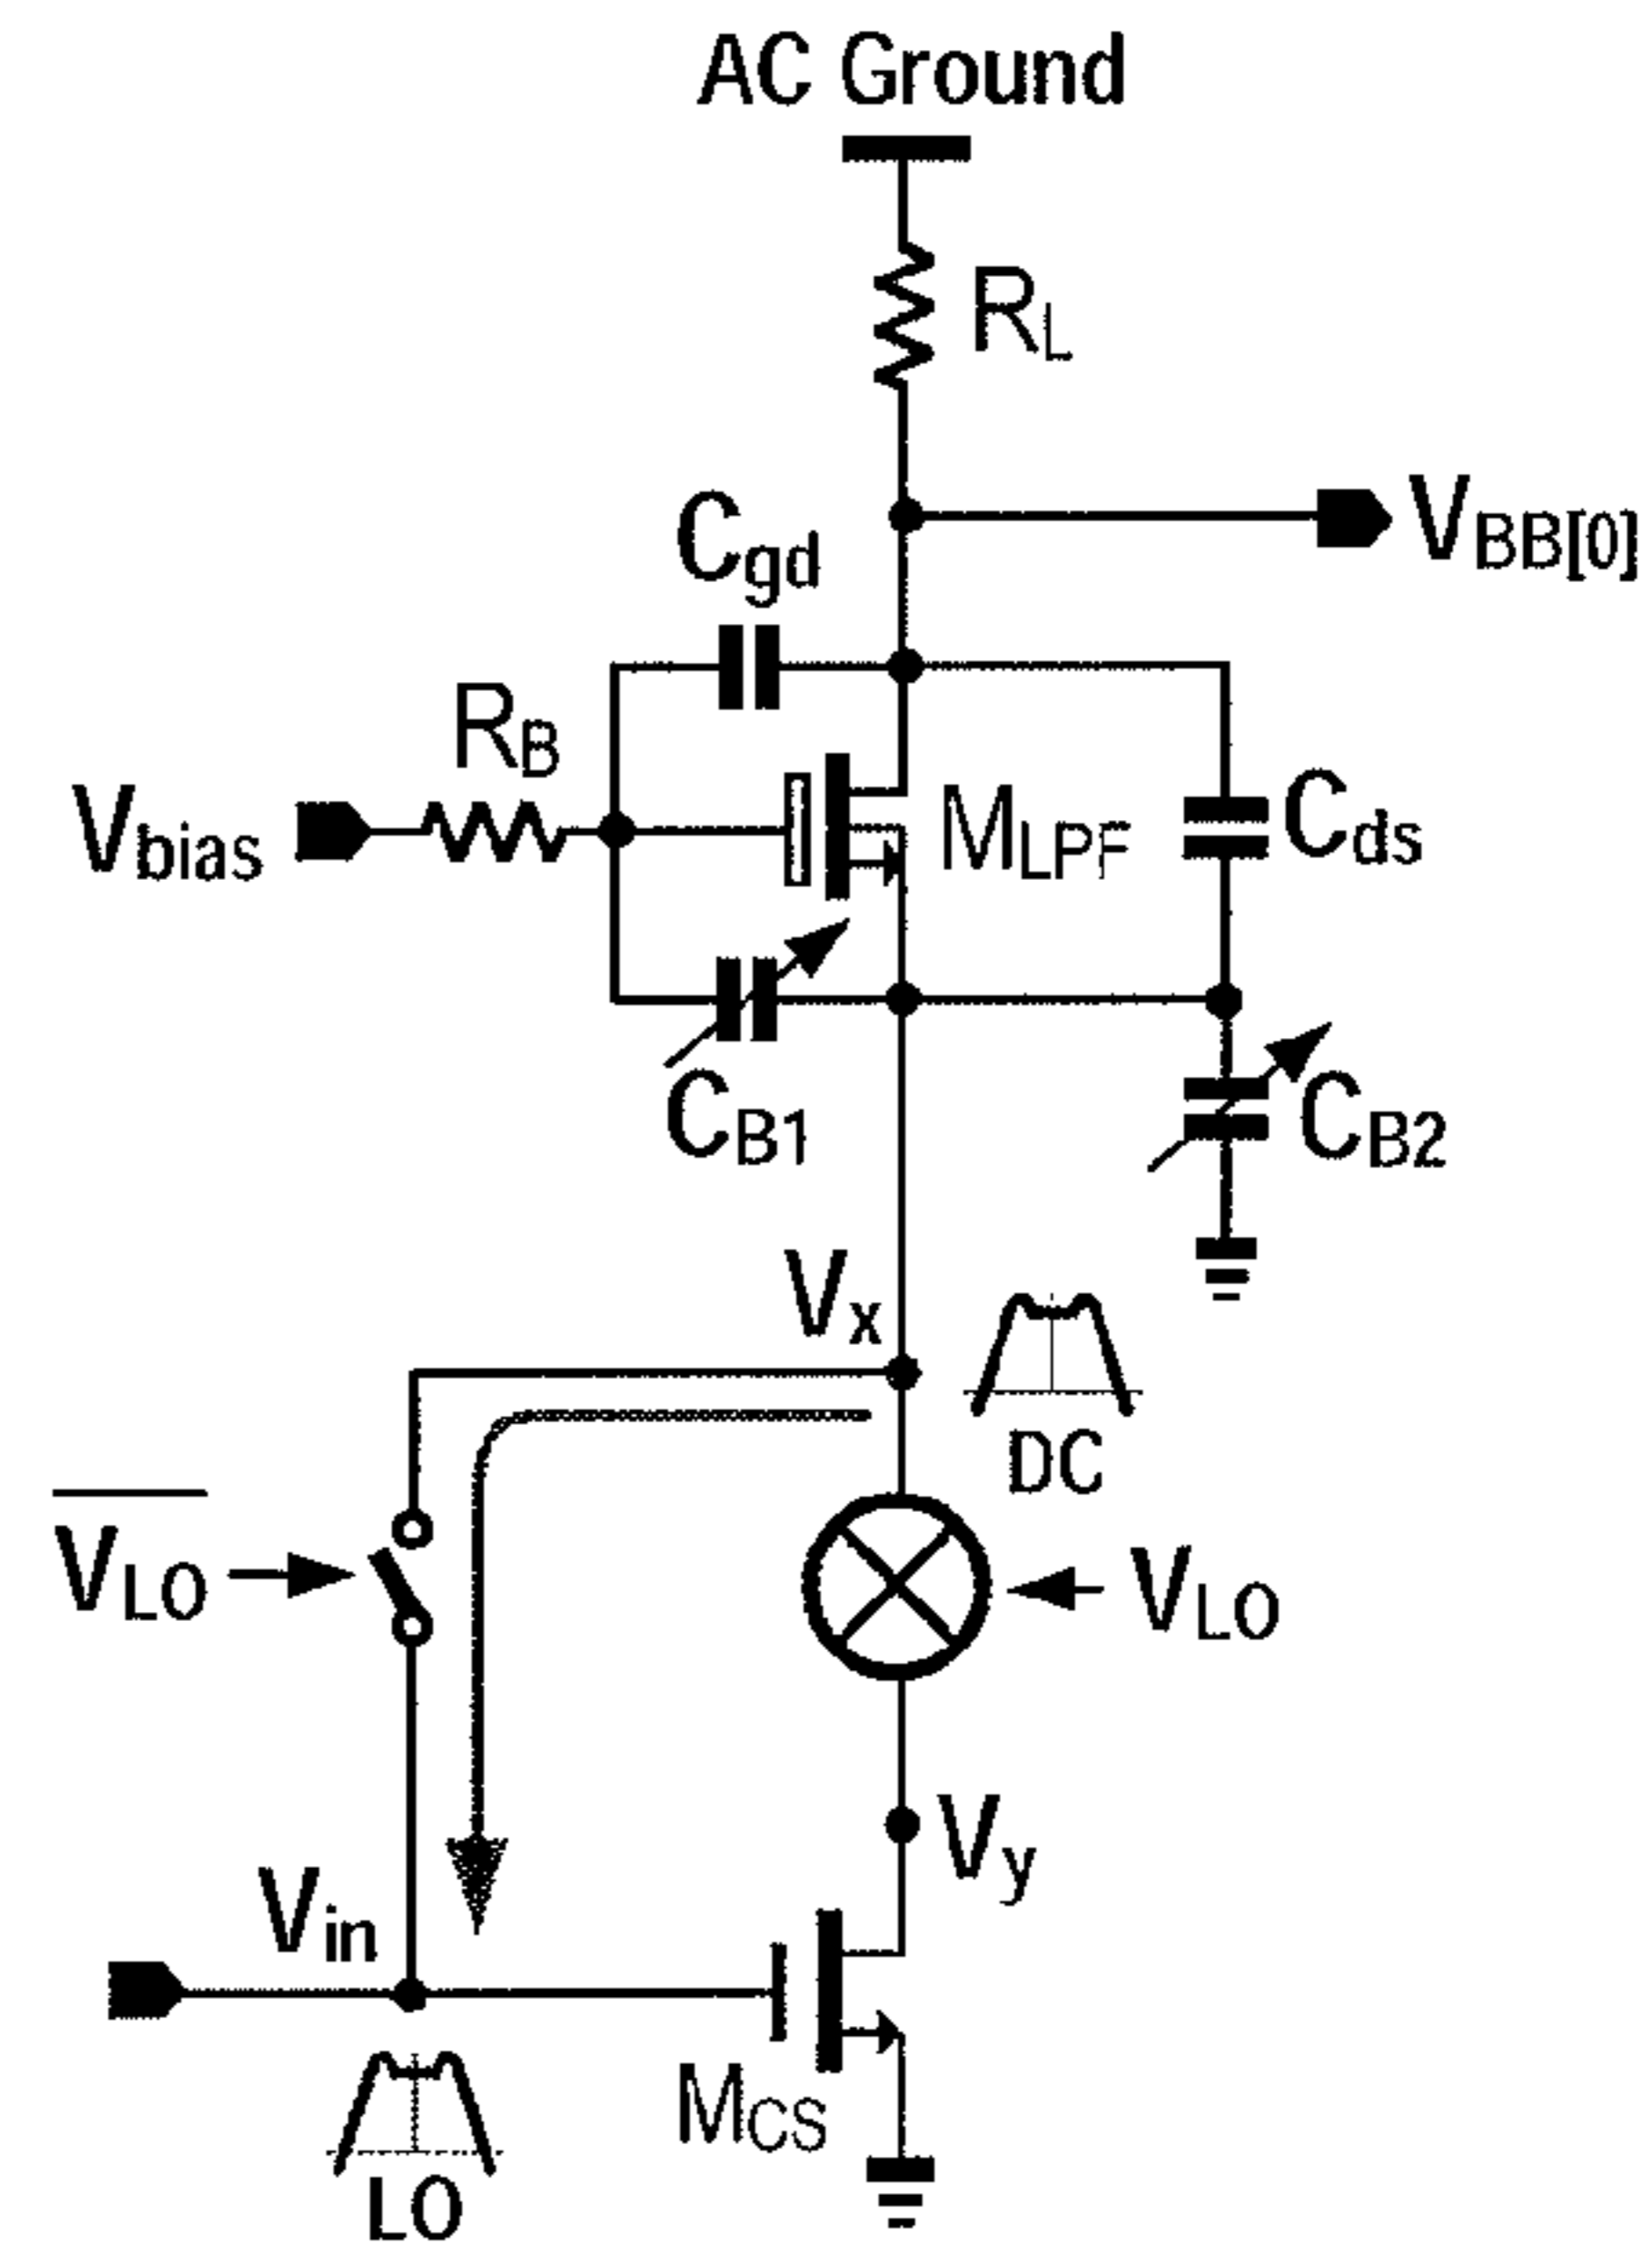 AC Ground
RL
VBB[0]
Cgd
RB
Vbias
MLPF
Cds
CB1
CB2
Vx
DC
VLO
VLO
Vy
Vin
MCS
LO